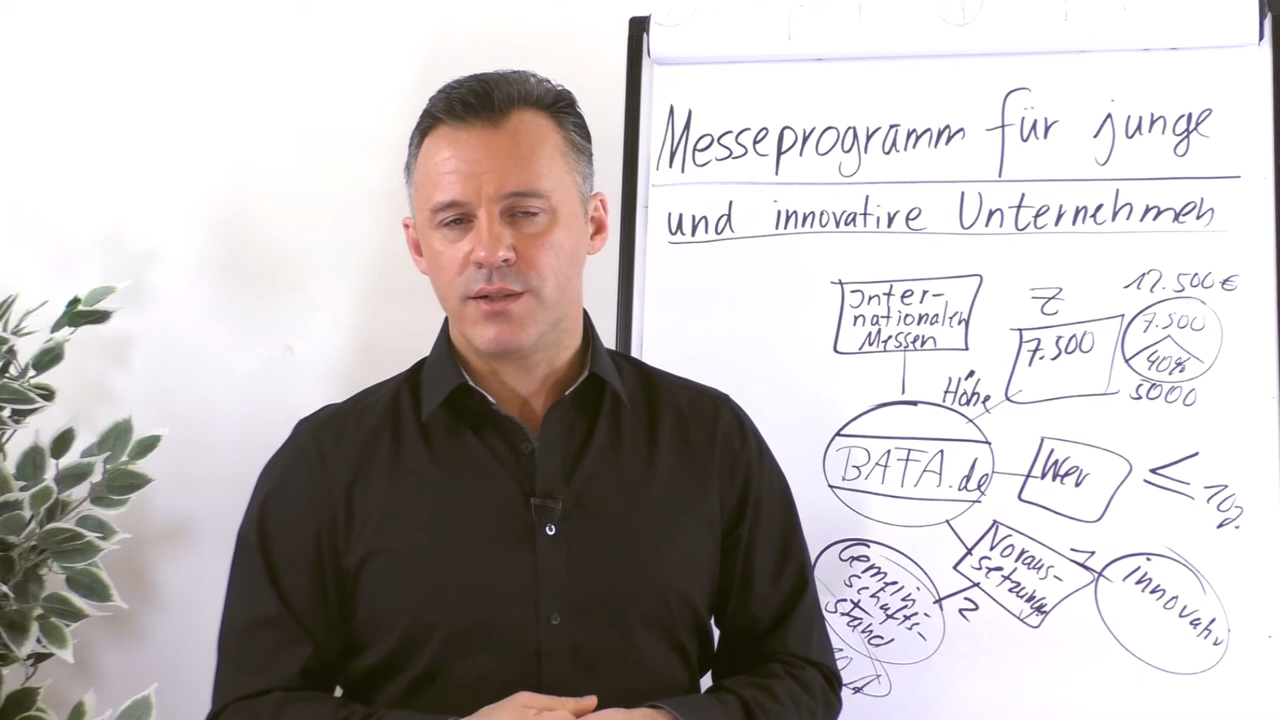 Messeprogramm für junge
und innovative Unternehmen
Inter-
nationalen
Messen
Z
7.500
12.500€
7.500
40%
5000
Höhe
BAFA.de
Wer
≤ 10J.
Voraus-
setzungen
1
innovativ
2
Gemein-
schafts-
stand